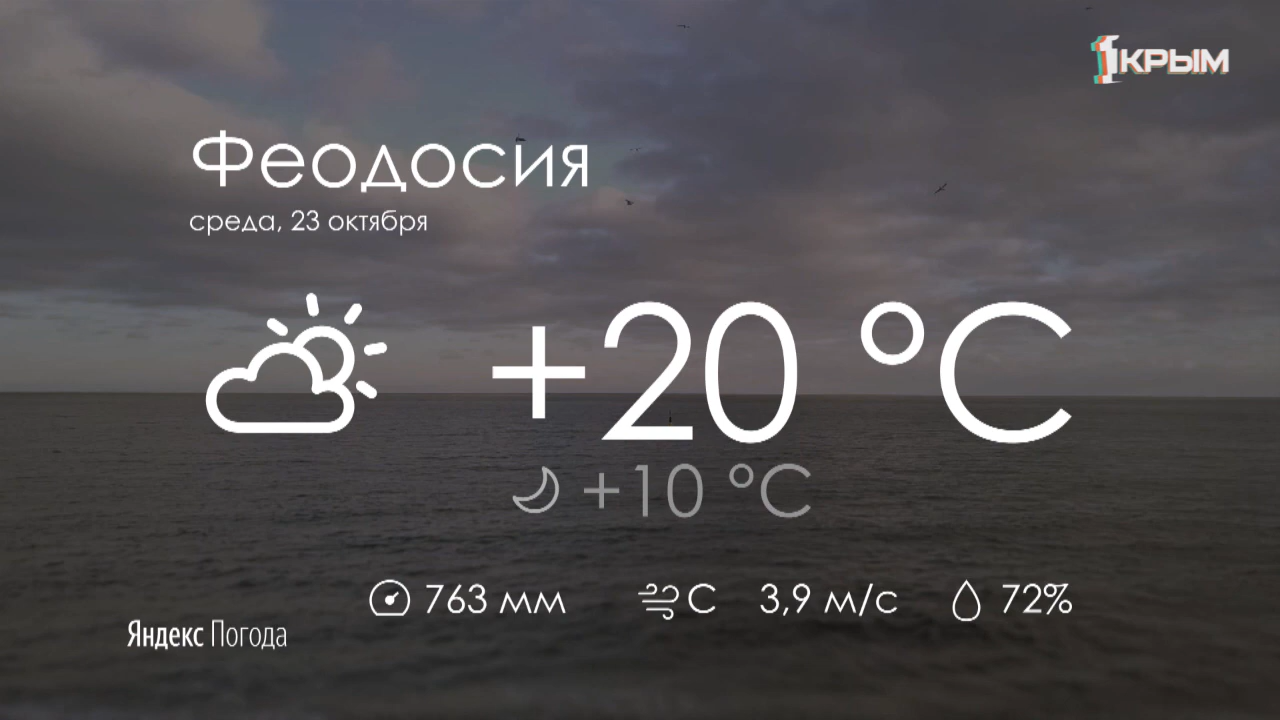 1КРЫМ
Феодосия
среда, 23 октября
+20 °C
+10 °C
763 мм С 3,9 м/с 72%
Яндекс Погода